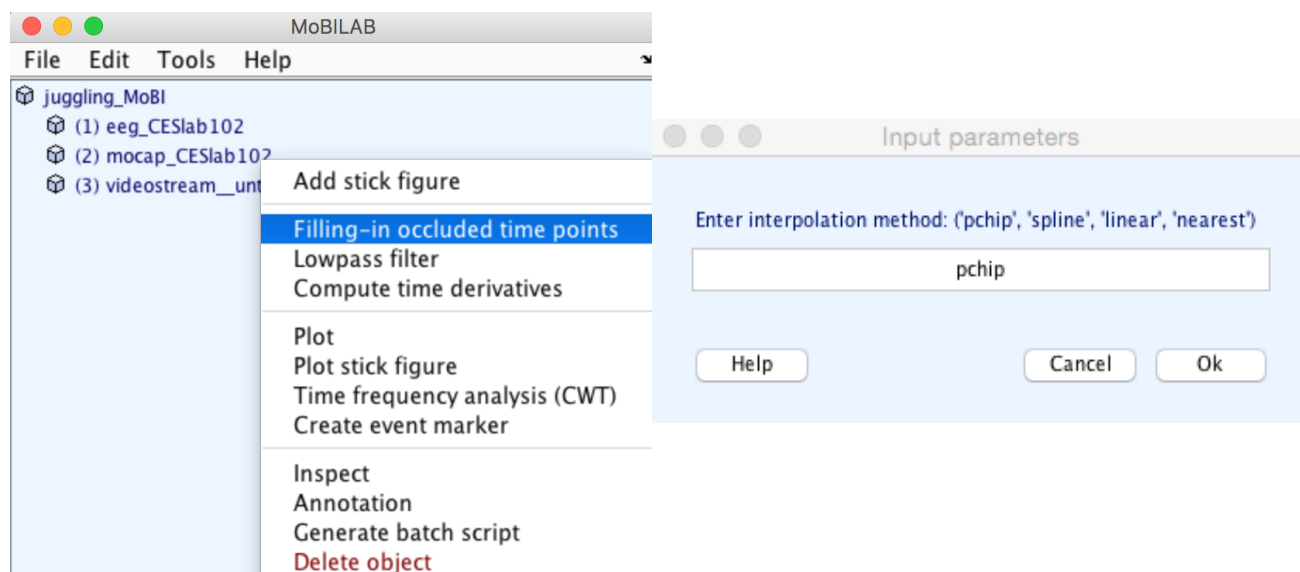 MoBILAB
File Edit Tools Help
juggling_MoBI
(1) eeg_CESlab102
(2) mocap_CESlab102
(3) videostream__unt
Add stick figure
Filling-in occluded time points
Lowpass filter
Compute time derivatives
Plot
Plot stick figure
Time frequency analysis (CWT)
Create event marker
Inspect
Annotation
Generate batch script
Delete object
Input parameters
Enter interpolation method: ('pchip', 'spline', 'linear', 'nearest')
pchip
Help Cancel Ok